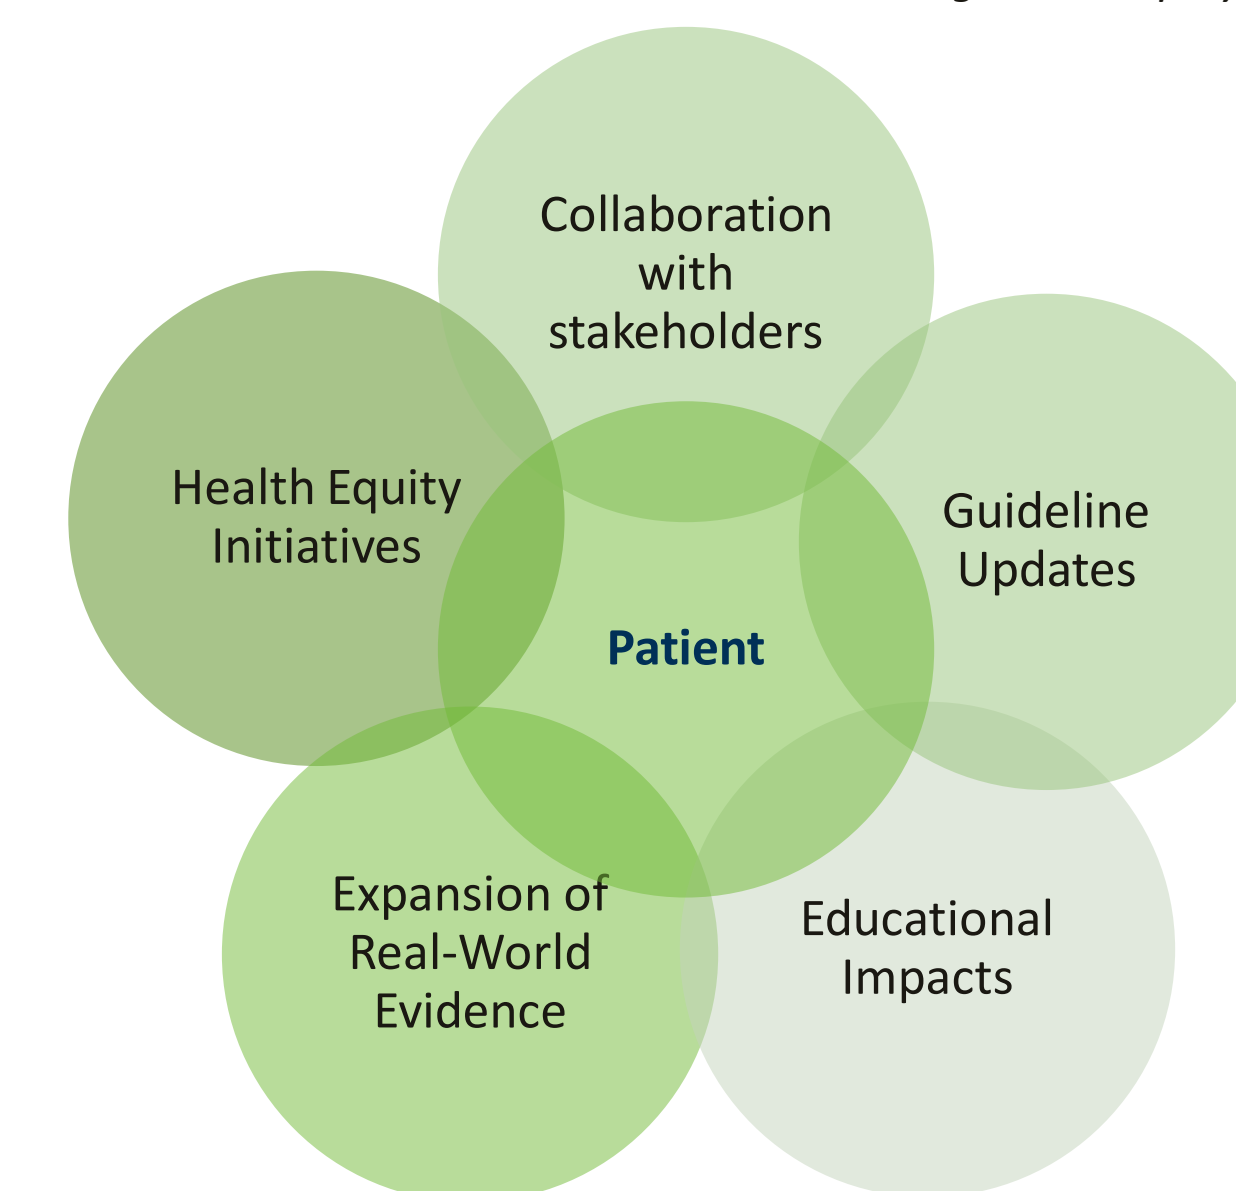 Collaboration
with
stakeholders
Health Equity
Initiatives
Guideline
Updates
Patient
Expansion of
Real-World
Evidence
Educational
Impacts